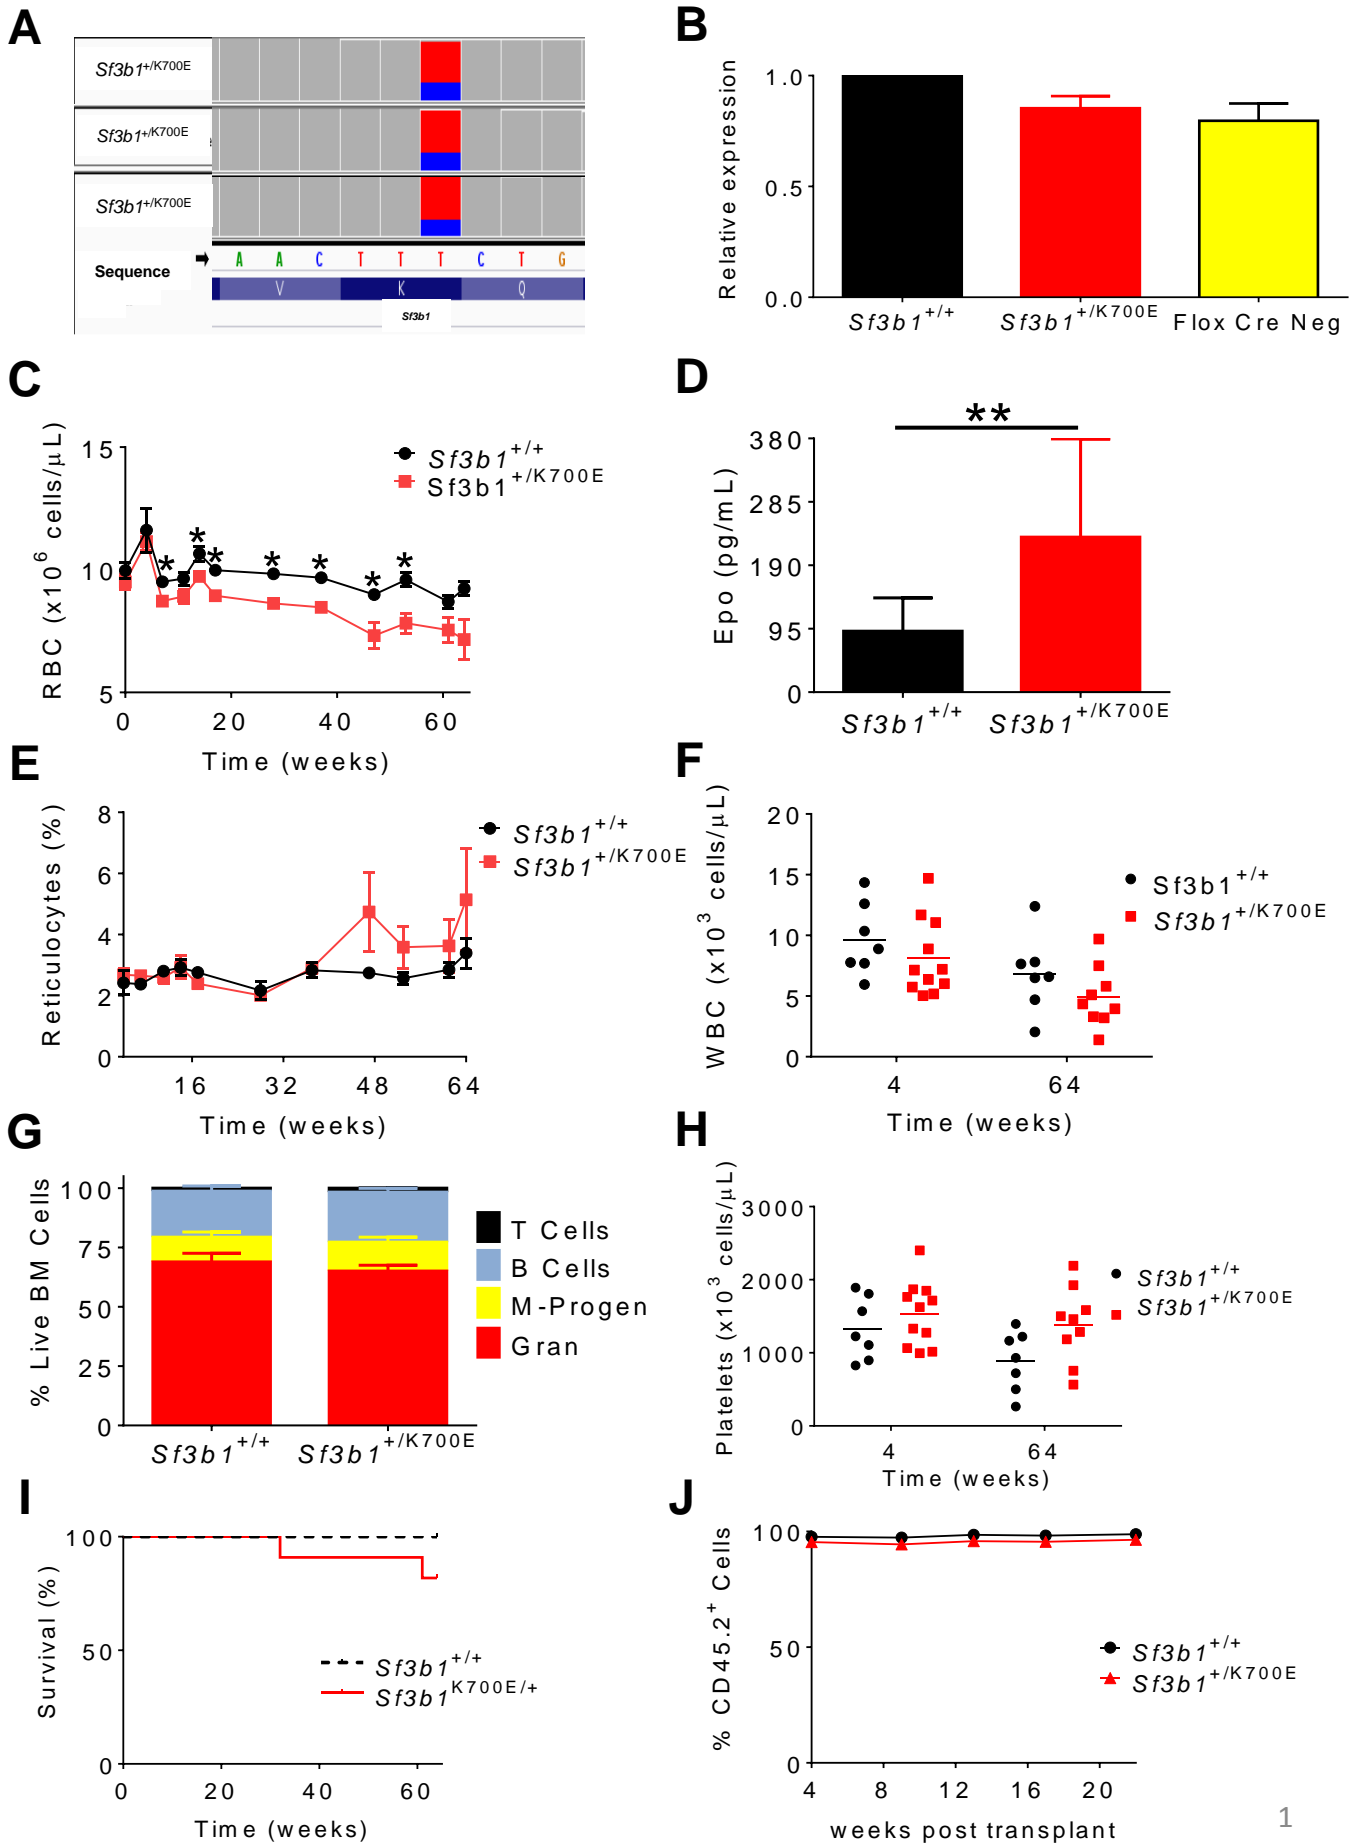 A
Sf3b1+/K700E
Sf3b1+/K700E
Sf3b1+/K700E
Sequence
A A C T T T C T G
V K Q
Sf3b1
B
Relative expression
1.0
0.5
0.0
Sf3b1+/+ Sf3b1+/K700E Flox Cre Neg
C
RBC (x10^6 cells/μL)
15
10
5
* * * * * * *
Sf3b1+/+
Sf3b1+/K700E
0 20 40 60
Time (weeks)
D
Epo (pg/mL)
**
380
285
190
95
0
Sf3b1+/+ Sf3b1+/K700E
E
Reticulocytes (%)
8
6
4
2
0
Sf3b1+/+
Sf3b1+/K700E
16 32 48 64
Time (weeks)
F
WBC (x10^3 cells/μL)
20
15
10
5
0
Sf3b1+/+
Sf3b1+/K700E
4 64
Time (weeks)
G
% Live BM Cells
100
75
50
25
0
T Cells
B Cells
M-Progen
Gran
Sf3b1+/+ Sf3b1+/K700E
H
Platelets (x10^3 cells/μL)
3000
2000
1000
0
Sf3b1+/+
Sf3b1+/K700E
4 64
Time (weeks)
I
Survival (%)
100
50
0
Sf3b1+/+
Sf3b1K700E/+
0 20 40 60
Time (weeks)
J
% CD45.2+ Cells
100
50
0
Sf3b1+/+
Sf3b1+/K700E
4 8 12 16 20
weeks post transplant
1